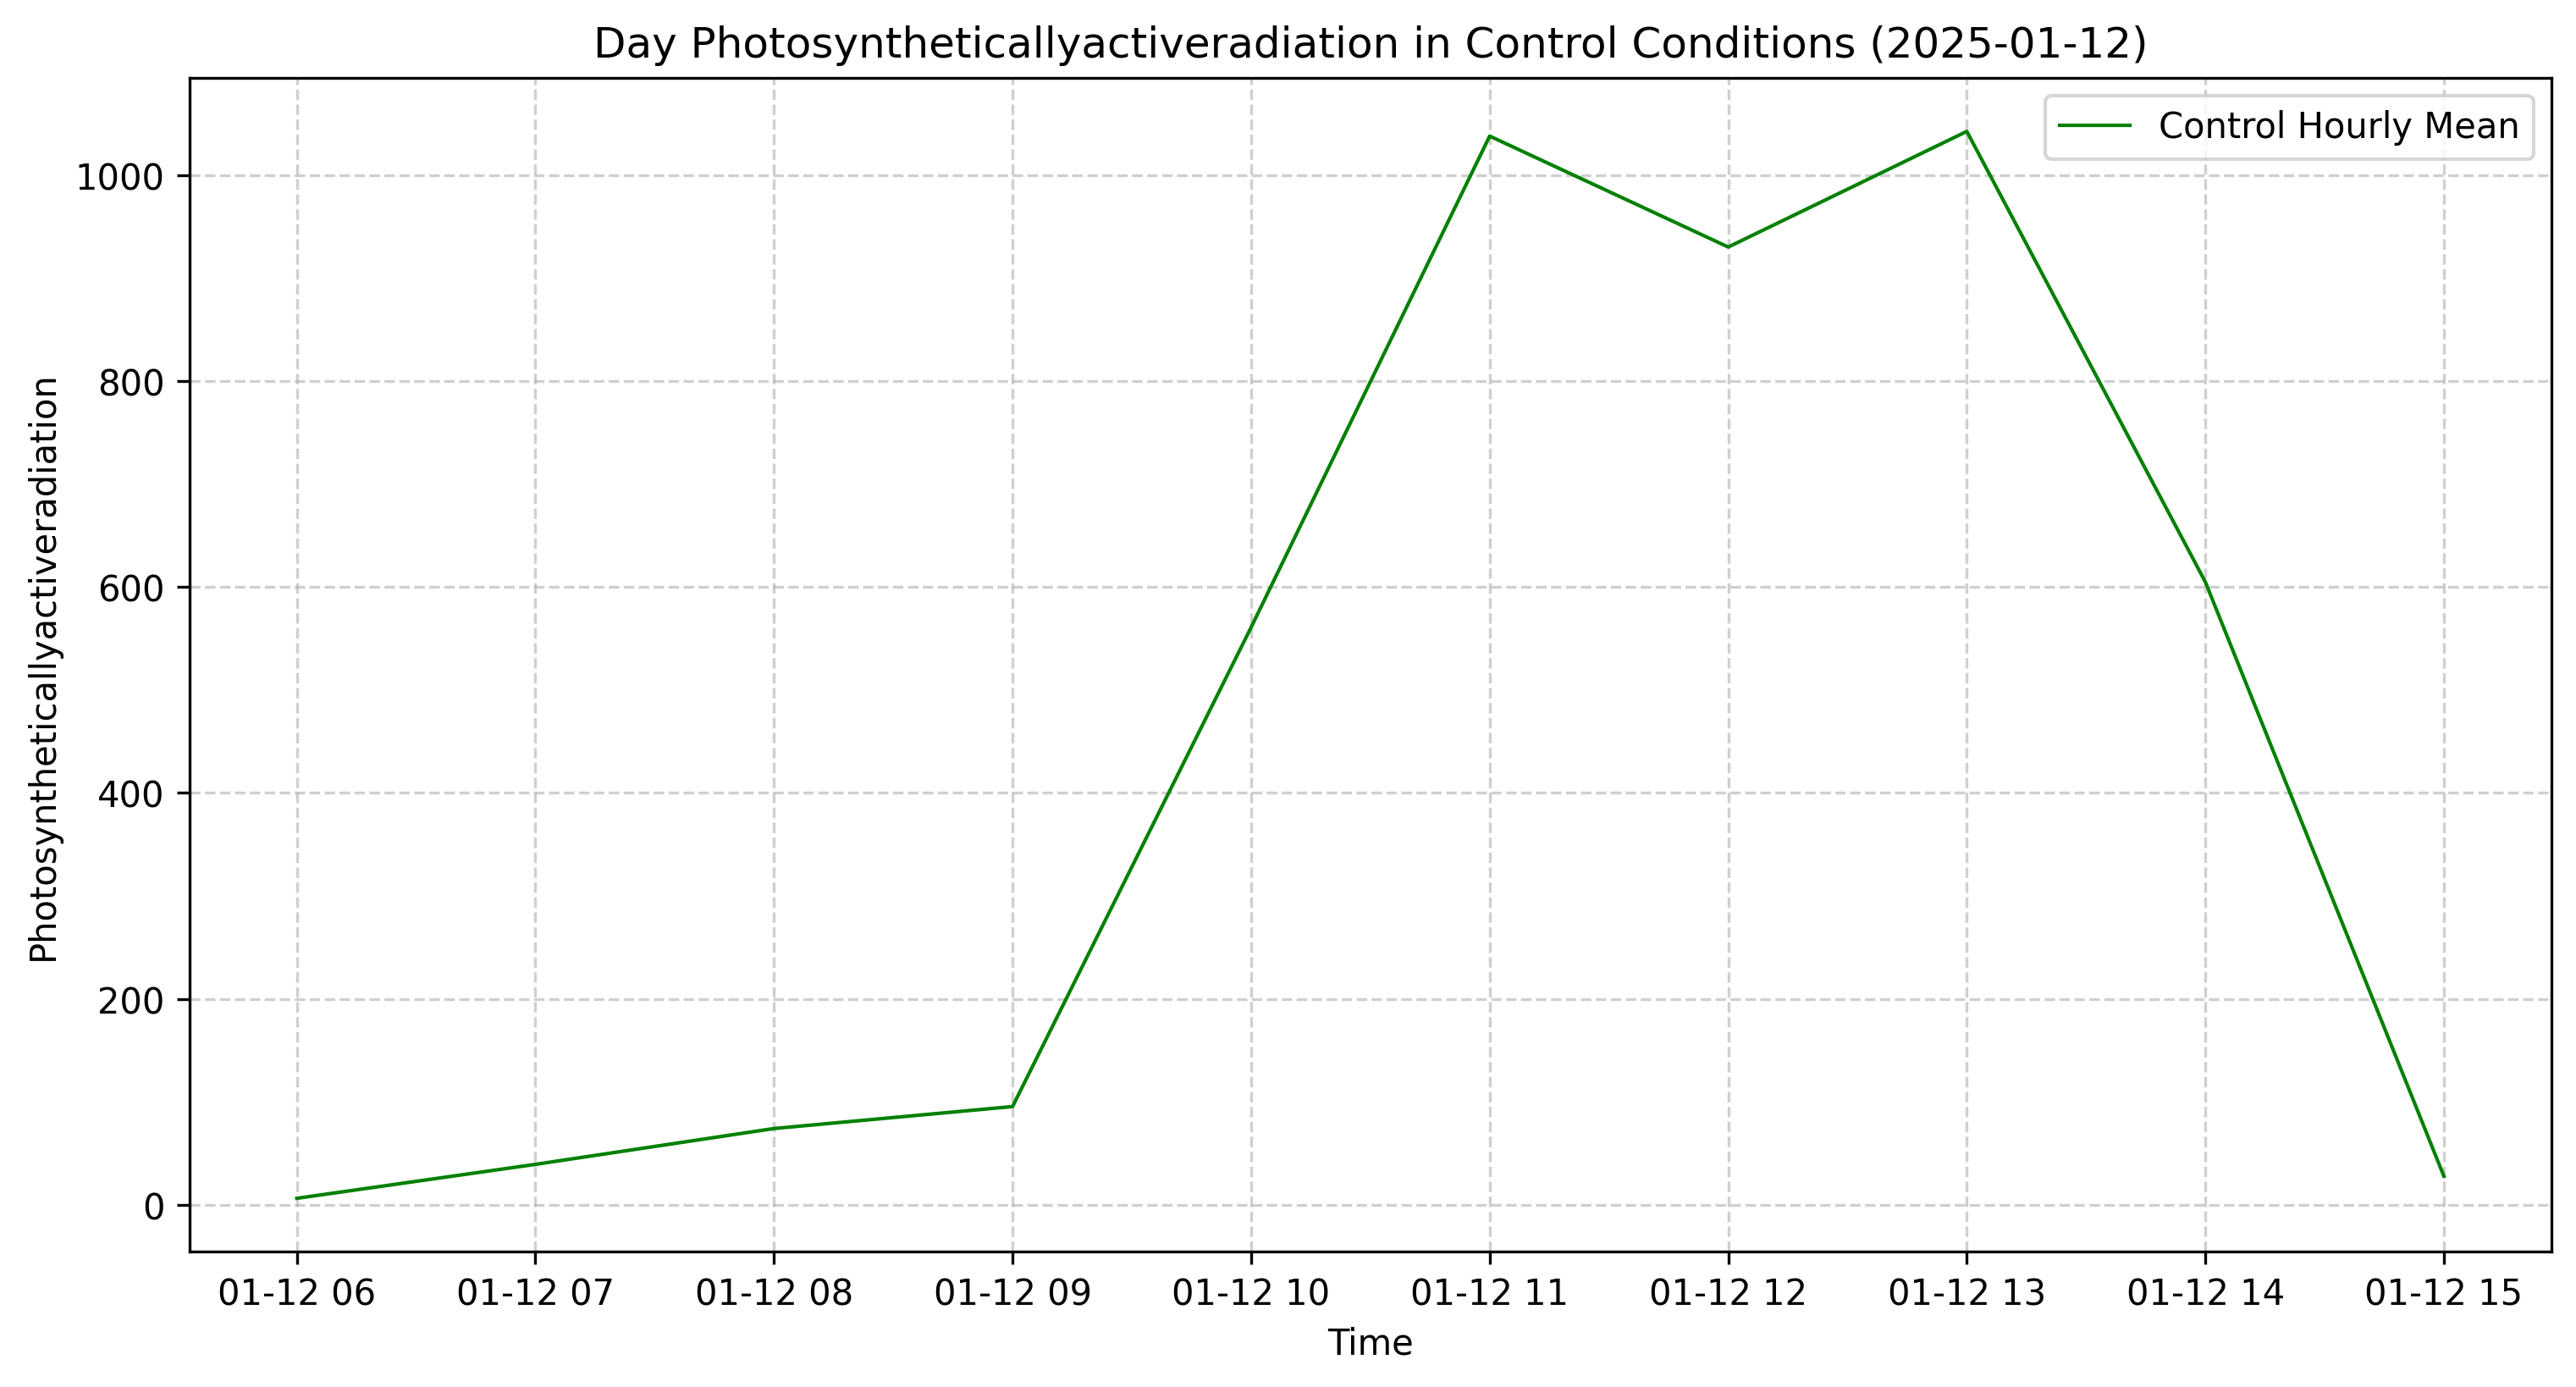 Day Photosyntheticallyactiveradiation in Control Conditions (2025-01-12)
Control Hourly Mean
Photosyntheticallyactiveradiation
1000
800
600
400
200
0
01-12 06 01-12 07 01-12 08 01-12 09 01-12 10 01-12 11 01-12 12 01-12 13 01-12 14 01-12 15
Time